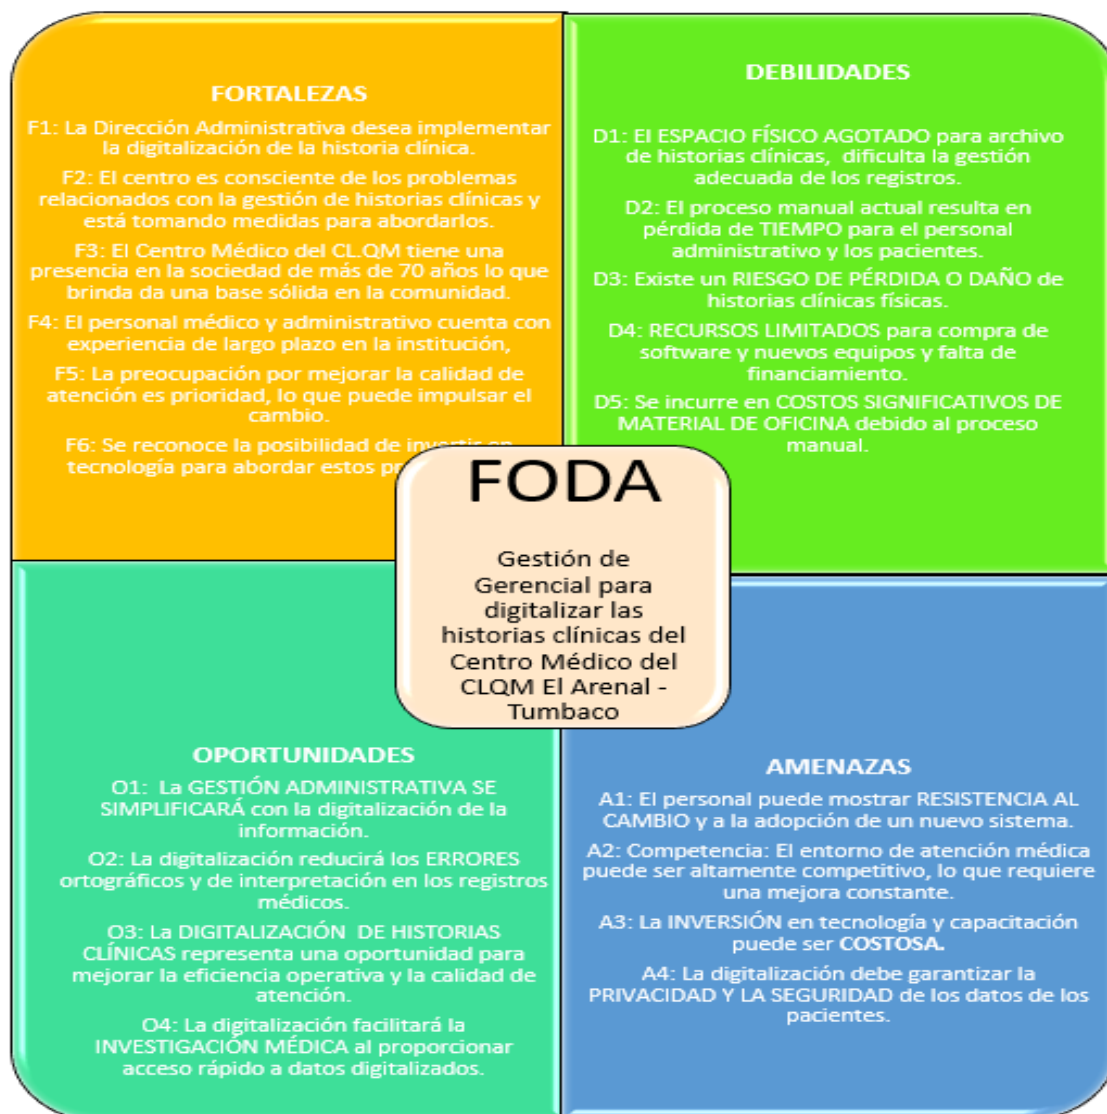 FORTALEZAS
F1: La Dirección Administrativa desea implementar
la digitalización de la historia clínica.
F2: El centro es consciente de los problemas
relacionados con la gestión de historias clínicas y
está tomando medidas para abordarlos.
F3: El Centro Médico del CL.QM tiene una
presencia en la sociedad de más de 70 años lo que
brinda da una base sólida en la comunidad.
F4: El personal médico y administrativo cuenta con
experiencia de largo plazo en la institución,
F5: La preocupación por mejorar la calidad de
atención es prioridad, lo que puede impulsar el
cambio.
F6: Se reconoce la posibilidad de invertir en
tecnología para abordar estos
DEBILIDADES
D1: El ESPACIO FÍSICO AGOTADO para archivo
de historias clínicas, dificulta la gestión
adecuada de los registros.
D2: El proceso manual actual resulta en
pérdida de TIEMPO para el personal
administrativo y los pacientes.
D3: Existe un RIESGO DE PÉRDIDA O DAÑO de
historias clínicas físicas.
D4: RECURSOS LIMITADOS para compra de
software y nuevos equipos y falta de
financiamiento.
D5: Se incurre en COSTOS SIGNIFICATIVOS DE
MATERIAL DE OFICINA debido al proceso
manual.
FODA
Gestión de
Gerencial para
digitalizar las
historias clínicas del
Centro Médico del
CLQM El Arenal -
Tumbaco
OPORTUNIDADES
O1: La GESTIÓN ADMINISTRATIVA SE
SIMPLIFICARÁ con la digitalización de la
información.
O2: La digitalización reducirá los ERRORES
ortográficos y de interpretación en los registros
médicos.
O3: La DIGITALIZACIÓN DE HISTORIAS
CLÍNICAS representa una oportunidad para
mejorar la eficiencia operativa y la calidad de
atención.
O4: La digitalización facilitará la
INVESTIGACIÓN MÉDICA al proporcionar
acceso rápido a datos digitalizados.
AMENAZAS
A1: El personal puede mostrar RESISTENCIA AL
CAMBIO y a la adopción de un nuevo sistema.
A2: Competencia: El entorno de atención médica
puede ser altamente competitivo, lo que requiere
una mejora constante.
A3: La INVERSIÓN en tecnología y capacitación
puede ser COSTOSA.
A4: La digitalización debe garantizar la
PRIVACIDAD Y LA SEGURIDAD de los datos de los
pacientes.